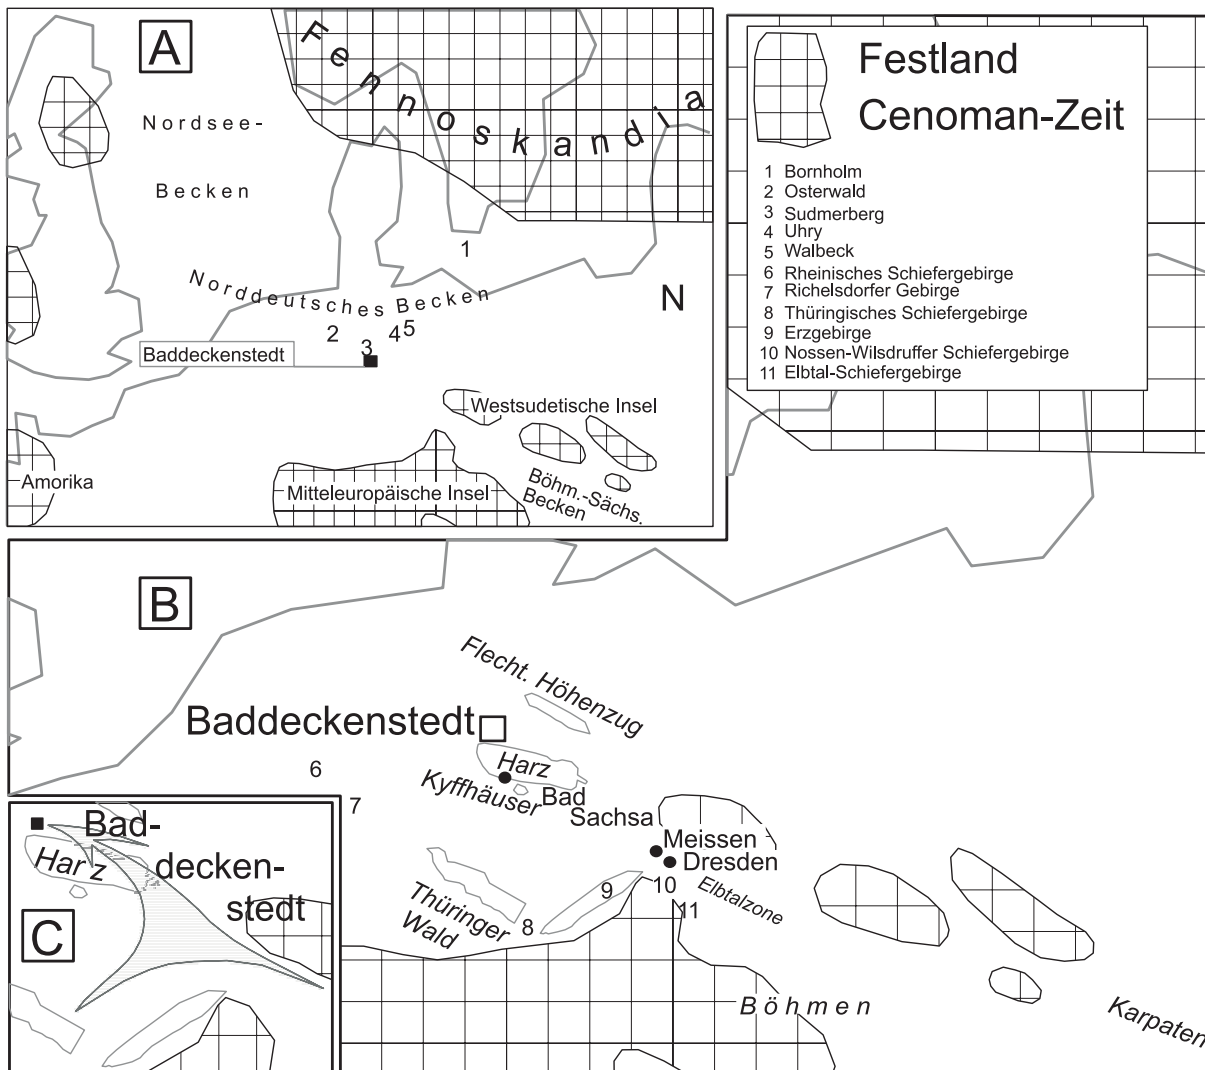 A
Fennoskandia
Nordsee-
Becken
1
Norddeutsches Becken
N
2
3
4
5
Baddeckenstedt
Westsudetische Insel
Amorika
Mitteleuropäische Insel
Böhm.-Sächs.
Becken
Festland
Cenoman-Zeit
1 Bornholm
2 Osterwald
3 Sudmerberg
4 Uhry
5 Walbeck
6 Rheinisches Schiefergebirge
7 Richelsdorfer Gebirge
8 Thüringisches Schiefergebirge
9 Erzgebirge
10 Nossen-Wilsdruffer Schiefergebirge
11 Elbtal-Schiefergebirge
B
Flecht. Höhenzug
Baddeckenstedt
Harz
6
Kyffhäuser
7
Bad
Sachsa
Meissen
Dresden
Elbtalzone
9
10
11
Thüringer
Wald
8
Böhmen
Karpaten
Bad-
decken-
stedt
Harz
C